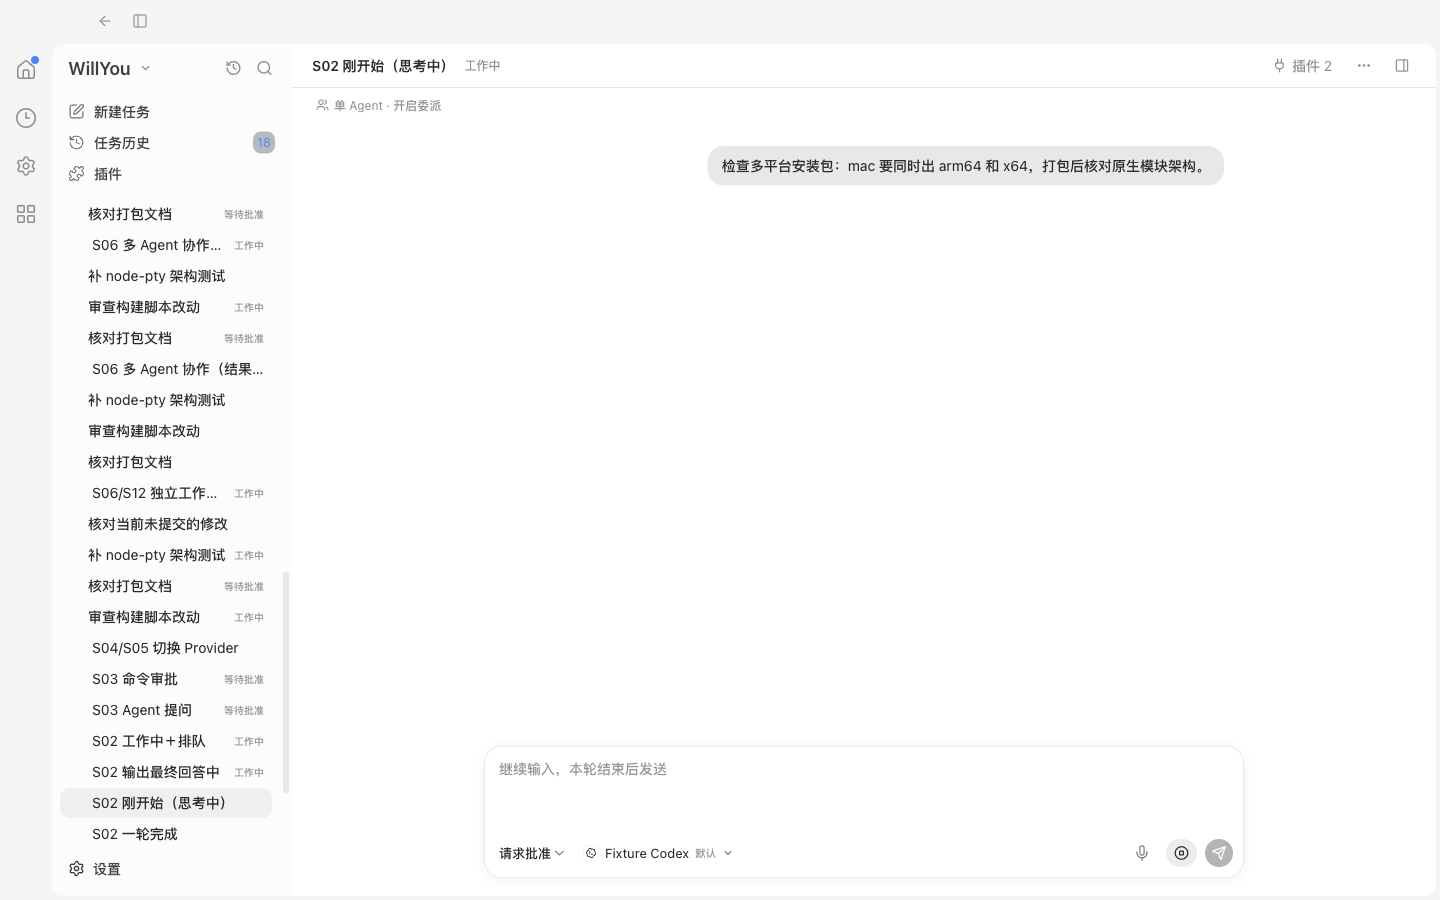 WillYou
新建任务
任务历史 18
插件
核对打包文档 等待批准
S06 多 Agent 协作... 工作中
补 node-pty 架构测试
审查构建脚本改动 工作中
核对打包文档 等待批准
S06 多 Agent 协作（结果...
补 node-pty 架构测试
审查构建脚本改动
核对打包文档
S06/S12 独立工作... 工作中
核对当前未提交的修改
补 node-pty 架构测试 工作中
核对打包文档 等待批准
审查构建脚本改动 工作中
S04/S05 切换 Provider
S03 命令审批 等待批准
S03 Agent 提问 等待批准
S02 工作中＋排队 工作中
S02 输出最终回答中 工作中
S02 刚开始（思考中）
S02 一轮完成
设置
S02 刚开始（思考中） 工作中
插件 2
单 Agent · 开启委派
检查多平台安装包：mac 要同时出 arm64 和 x64，打包后核对原生模块架构。
继续输入，本轮结束后发送
请求批准 Fixture Codex 默认